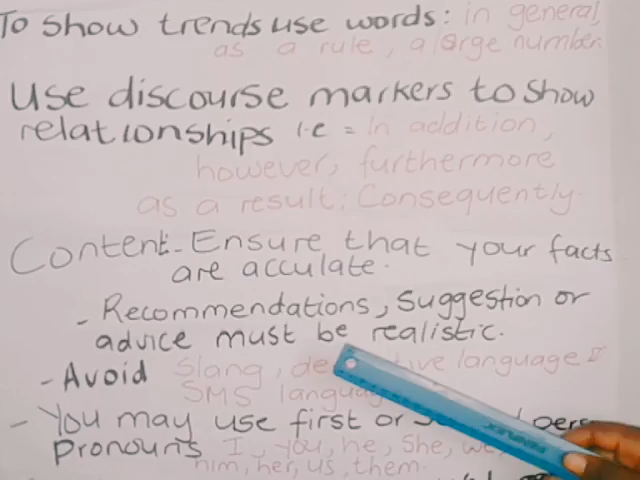 To show trends use words: in general,
as a rule, a large number.
Use discourse markers to show
relationships i.e = in addition,
however, furthermore
as a result; Consequently.
Content - Ensure that your facts
are acculate.
- Recommendations, suggestion or
advice must be realistic.
- Avoid Slang, language
SMS
- You may use first or
Pronouns I, you, he, She,
him, her, us, them.